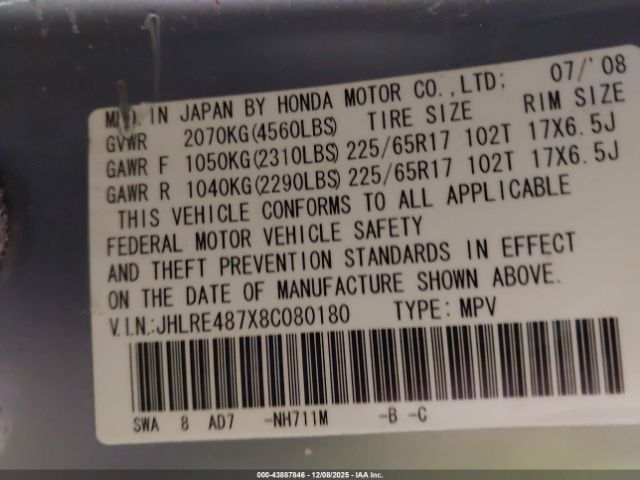 MFD. IN JAPAN BY HONDA MOTOR CO.,LTD: 07/'08
GVWR 2070KG(4560LBS) TIRE SIZE RIM SIZE
GAWR F 1050KG(2310LBS) 225/65R17 102T 17X6.5J
GAWR R 1040KG(2290LBS) 225/65R17 102T 17X6.5J
THIS VEHICLE CONFORMS TO ALL APPLICABLE
FEDERAL MOTOR VEHICLE SAFETY
AND THEFT PREVENTION STANDARDS IN EFFECT
ON THE DATE OF MANUFACTURE SHOWN ABOVE.
V.I.N.:JHLRE487X8C080180 TYPE: MPV
SWA 8 AD7 -NH711M -B -C
000-43887846 - 12/08/2025 - IAA Inc.